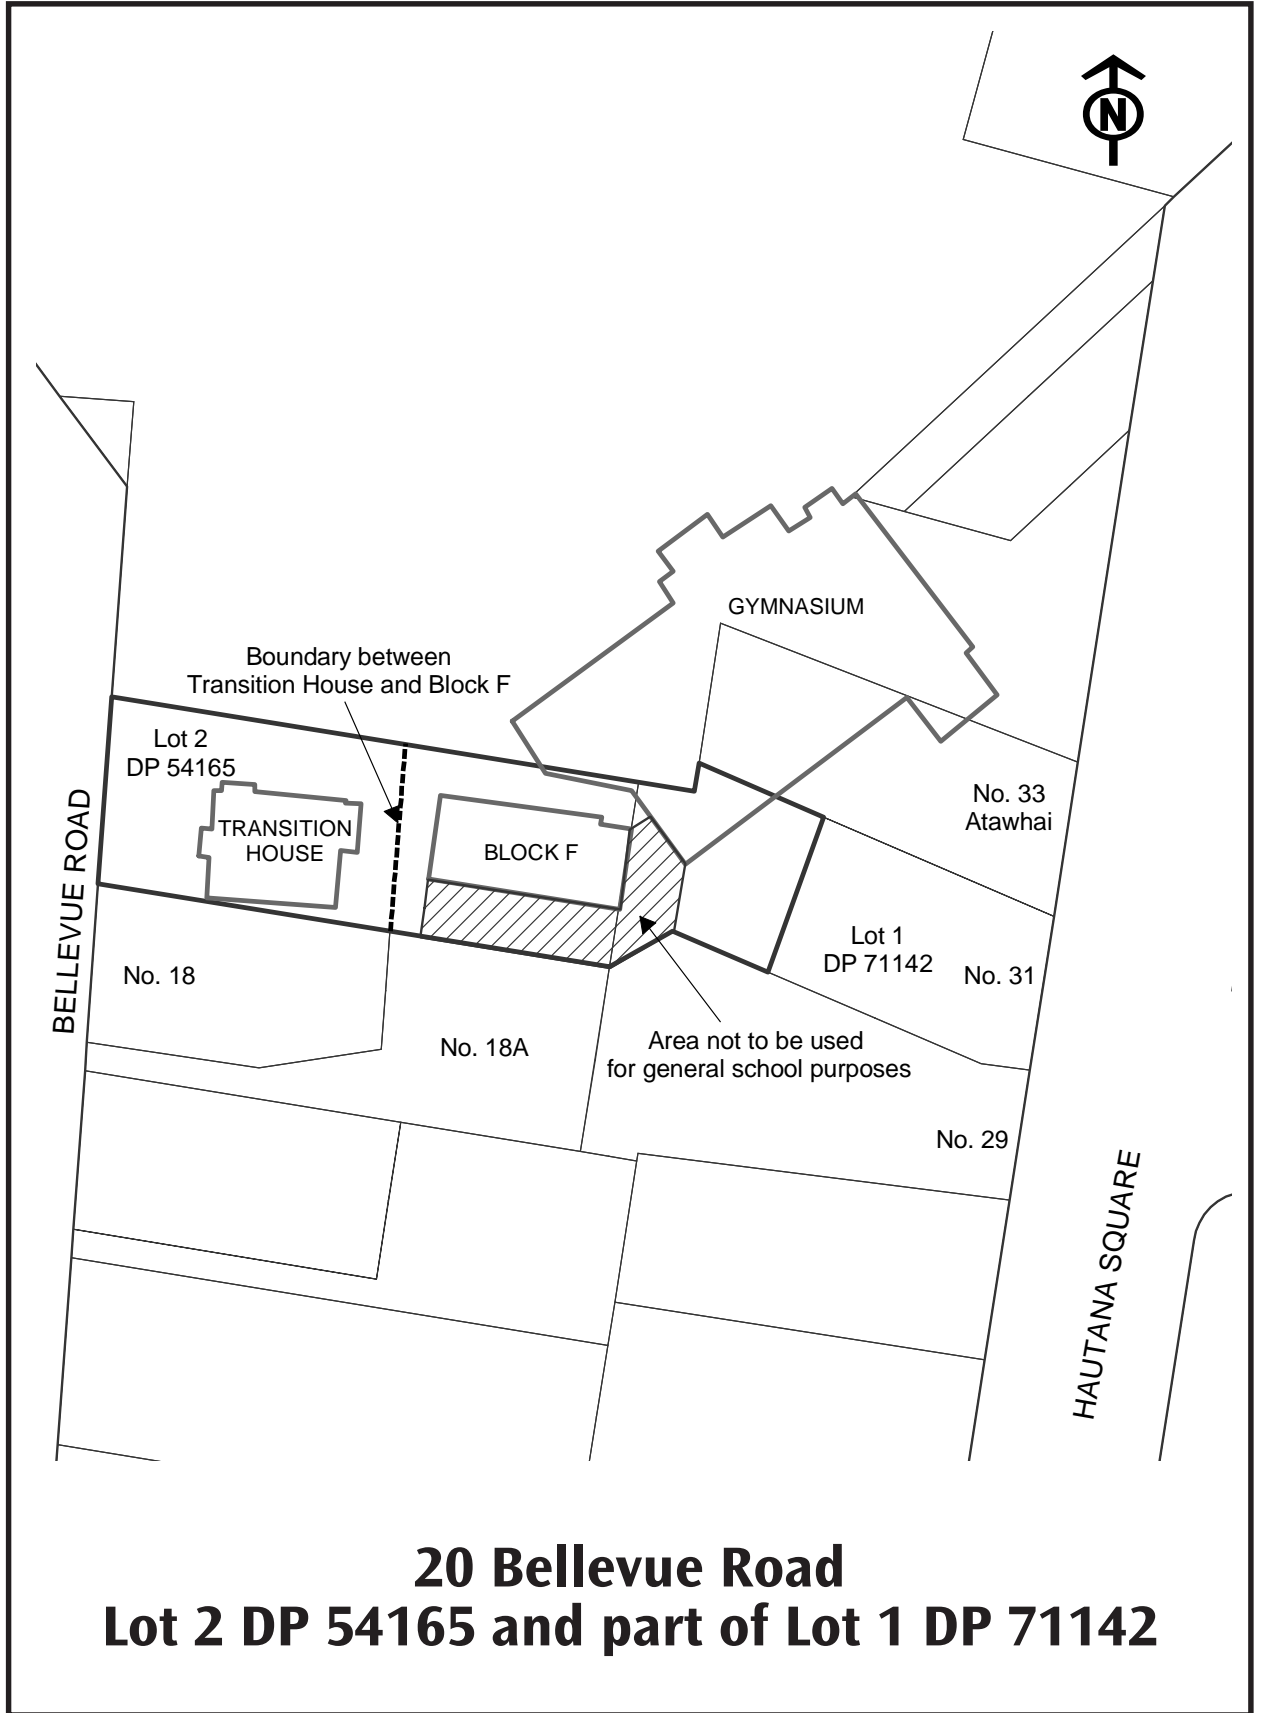 N
GYMNASIUM
Boundary between
Transition House and Block F
Lot 2
DP 54165
No. 33
Atawhai
TRANSITION
HOUSE
BLOCK F
BELLEVUE ROAD
Lot 1
DP 71142
No. 31
No. 18
No. 18A
Area not to be used
for general school purposes
No. 29
HAUTANA SQUARE
20 Bellevue Road
Lot 2 DP 54165 and part of Lot 1 DP 71142